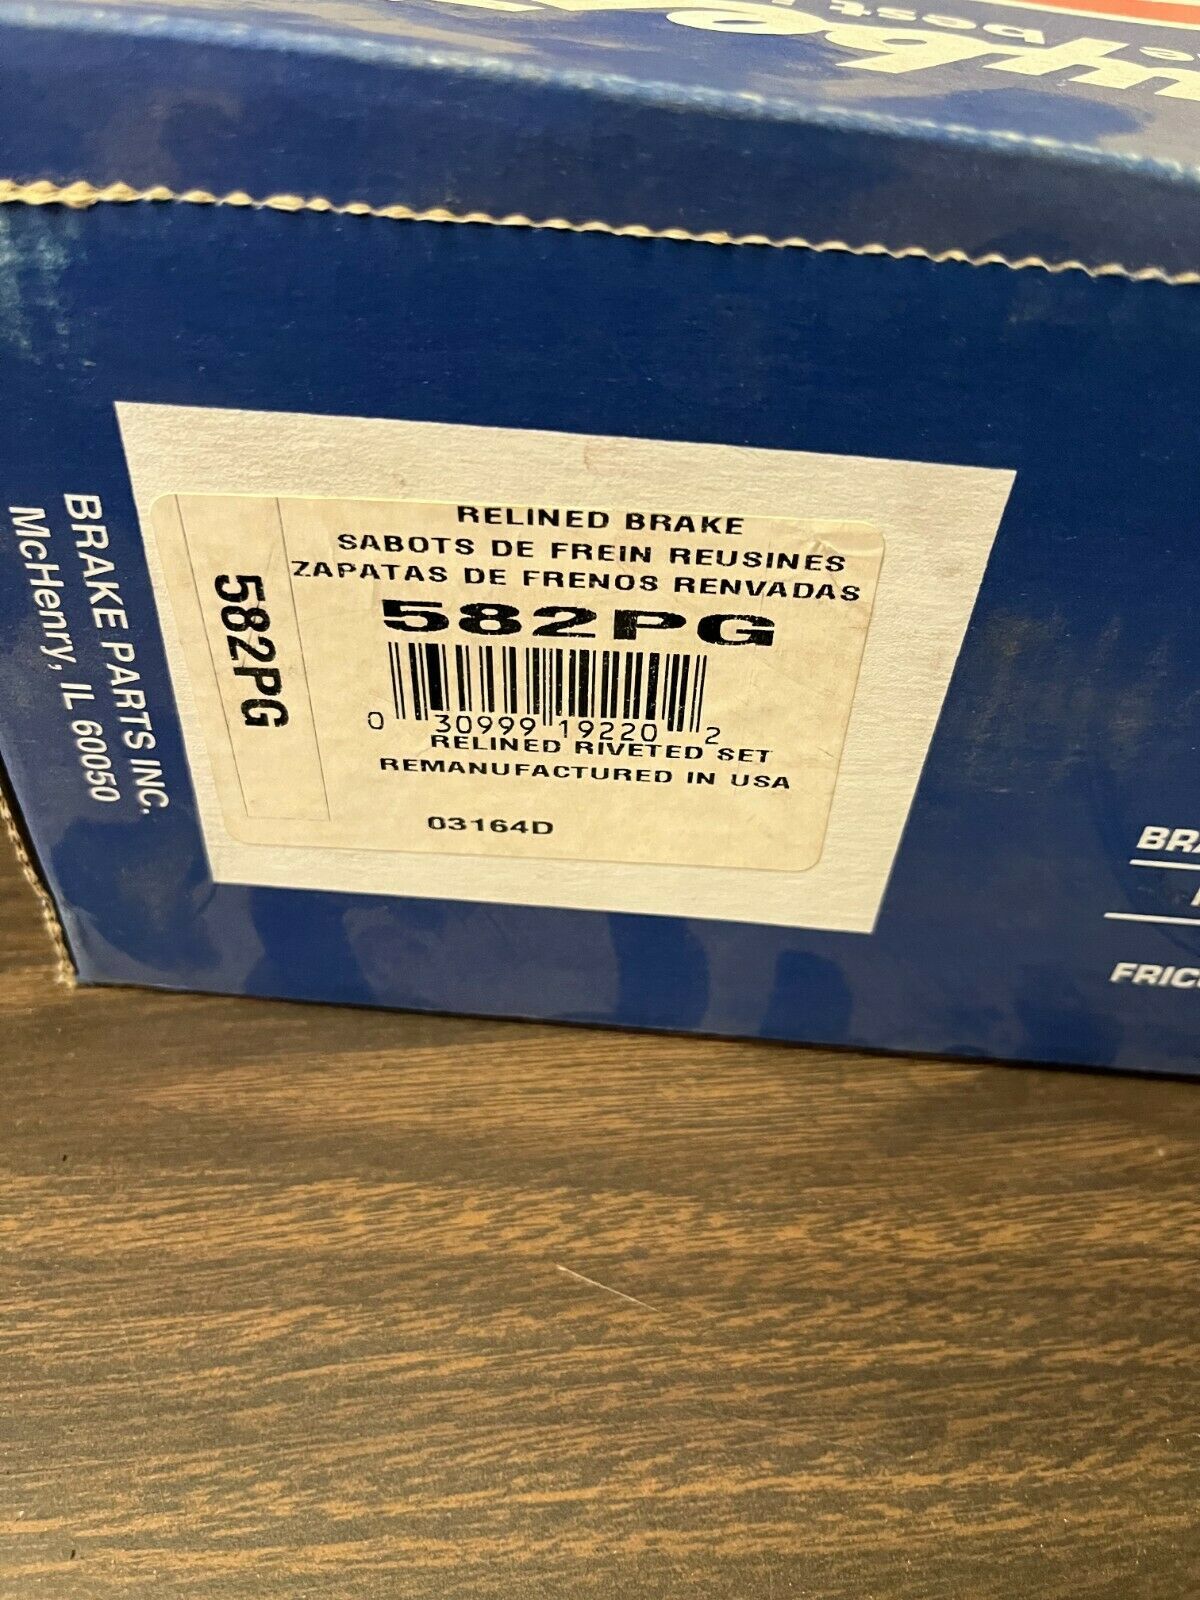 best
RELINED BRAKE
SABOTS DE FREIN REUSINES
ZAPATAS DE FRENOS RENVADAS
582PG
0 30999 19220 2
RELINED RIVETED SET
REMANUFACTURED IN USA
03164D
582PG
BRAKE PARTS INC.
McHenry, IL 60050